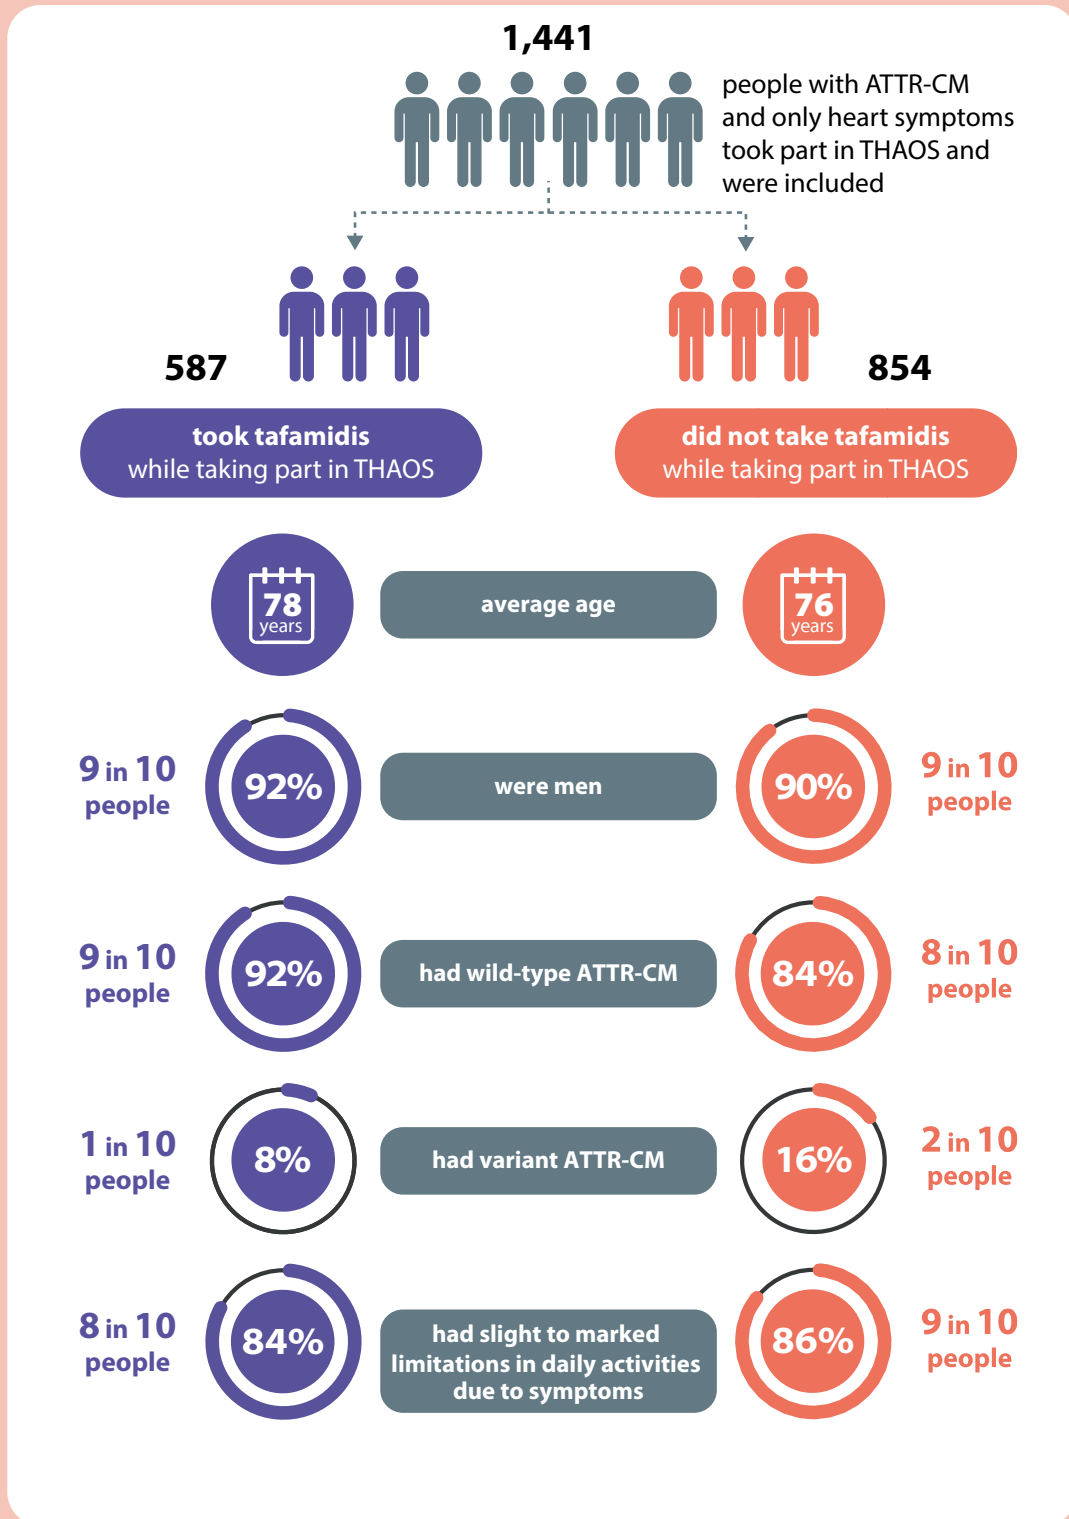 1,441
people with ATTR-CM
and only heart symptoms
took part in THAOS and
were included
587
854
took tafamidis
while taking part in THAOS
did not take tafamidis
while taking part in THAOS
78
years
average age
76
years
9 in 10
people
92%
were men
90%
9 in 10
people
9 in 10
people
92%
had wild-type ATTR-CM
84%
8 in 10
people
1 in 10
people
8%
had variant ATTR-CM
16%
2 in 10
people
8 in 10
people
84%
had slight to marked
limitations in daily activities
due to symptoms
86%
9 in 10
people